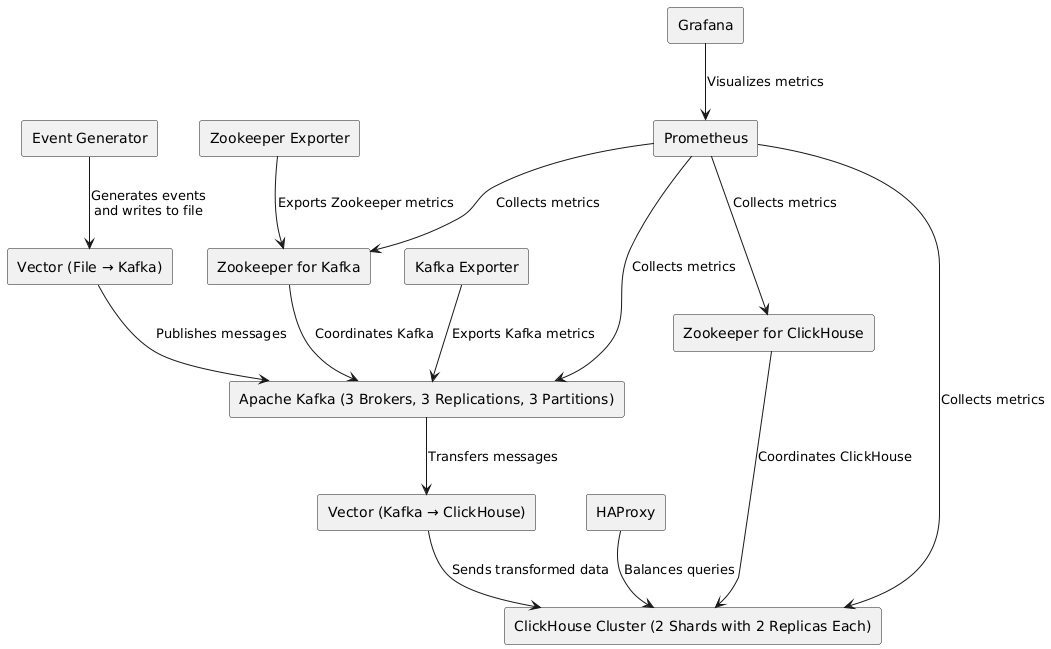 Grafana
Visualizes metrics
Event Generator
Zookeeper Exporter
Prometheus
Generates events
and writes to file
Exports Zookeeper metrics
Collects metrics
Collects metrics
Vector (File → Kafka)
Zookeeper for Kafka
Kafka Exporter
Collects metrics
Publishes messages
Coordinates Kafka
Exports Kafka metrics
Zookeeper for ClickHouse
Apache Kafka (3 Brokers, 3 Replications, 3 Partitions)
Collects metrics
Transfers messages
Coordinates ClickHouse
Vector (Kafka → ClickHouse)
HAProxy
Sends transformed data
Balances queries
ClickHouse Cluster (2 Shards with 2 Replicas Each)